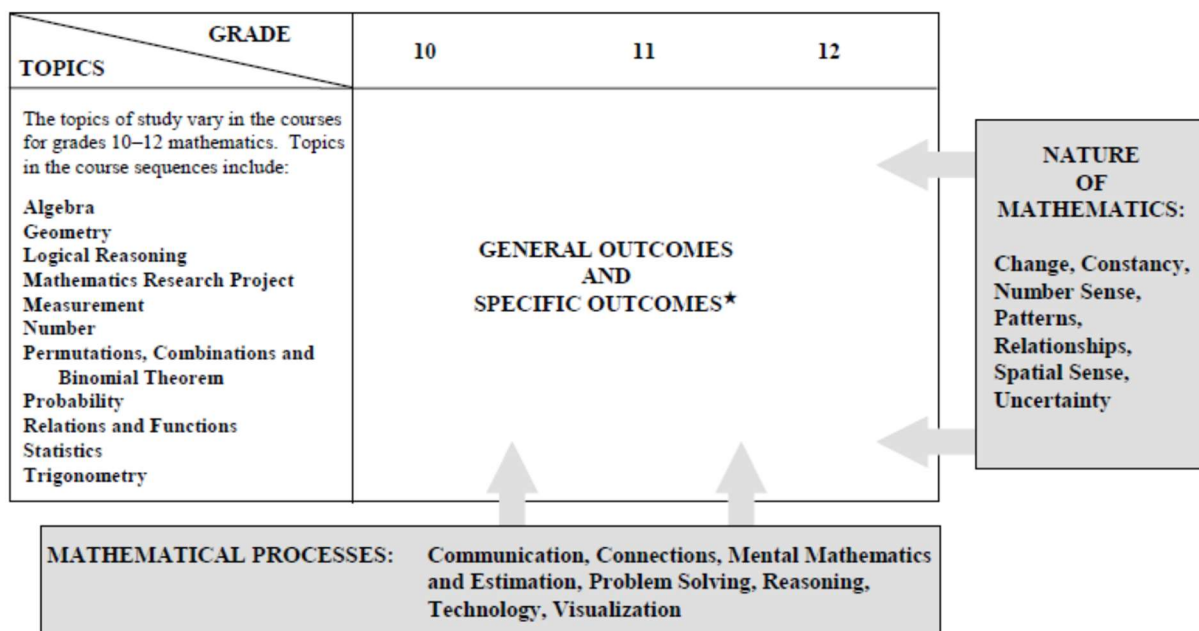 GRADE
TOPICS
10 11 12
The topics of study vary in the courses
for grades 10–12 mathematics. Topics
in the course sequences include:
Algebra
Geometry
Logical Reasoning
Mathematics Research Project
Measurement
Number
Permutations, Combinations and
Binomial Theorem
Probability
Relations and Functions
Statistics
Trigonometry
GENERAL OUTCOMES
AND
SPECIFIC OUTCOMES★
NATURE
OF
MATHEMATICS:
Change, Constancy,
Number Sense,
Patterns,
Relationships,
Spatial Sense,
Uncertainty
MATHEMATICAL PROCESSES: Communication, Connections, Mental Mathematics
and Estimation, Problem Solving, Reasoning,
Technology, Visualization